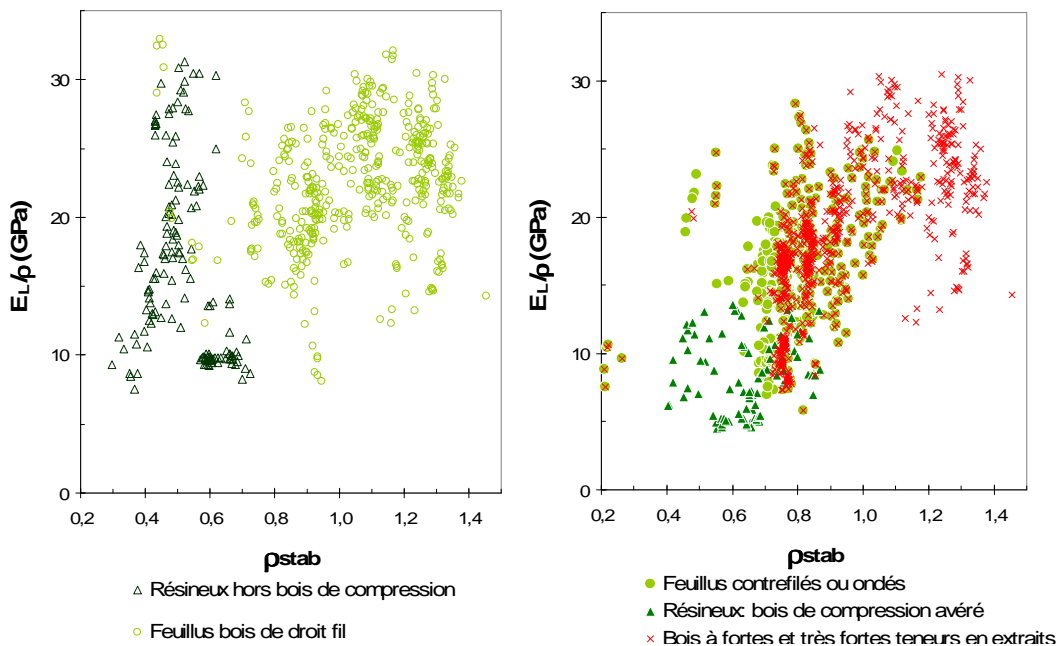 30
20
10
0
0,2 0,4 0,6 0,8 1,0 1,2 1,4
EL/ρ (GPa)
ρstab
Résineux hors bois de compression
Feuillus bois de droit fil
30
20
10
0
0,2 0,4 0,6 0,8 1,0 1,2 1,4
EL/ρ (GPa)
ρstab
Feuillus contrefilés ou ondés
Résineux: bois de compression avéré
Bois à fortes et très fortes teneurs en extraits